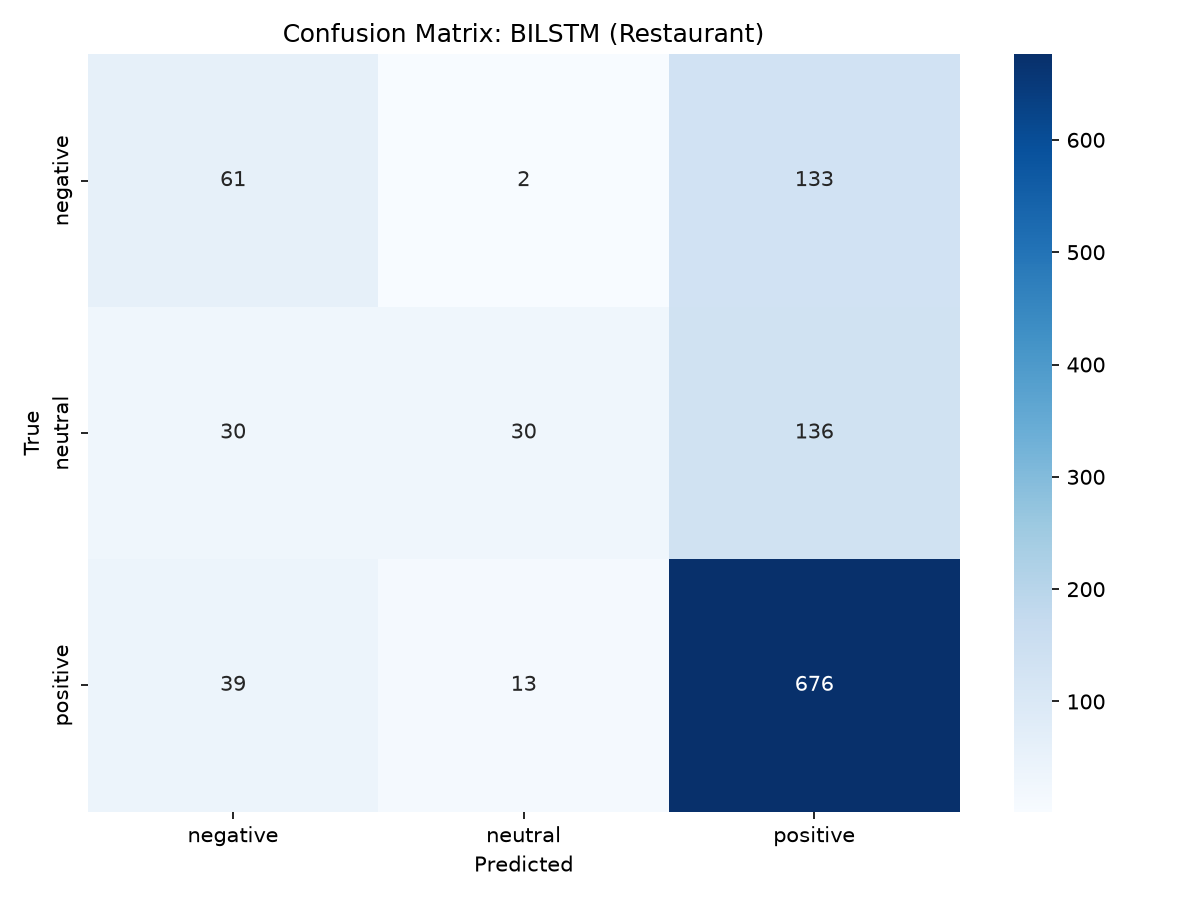 Confusion Matrix: BILSTM (Restaurant)
True
negative
61 2 133
neutral
30 30 136
positive
39 13 676
negative neutral positive
Predicted
600
500
400
300
200
100